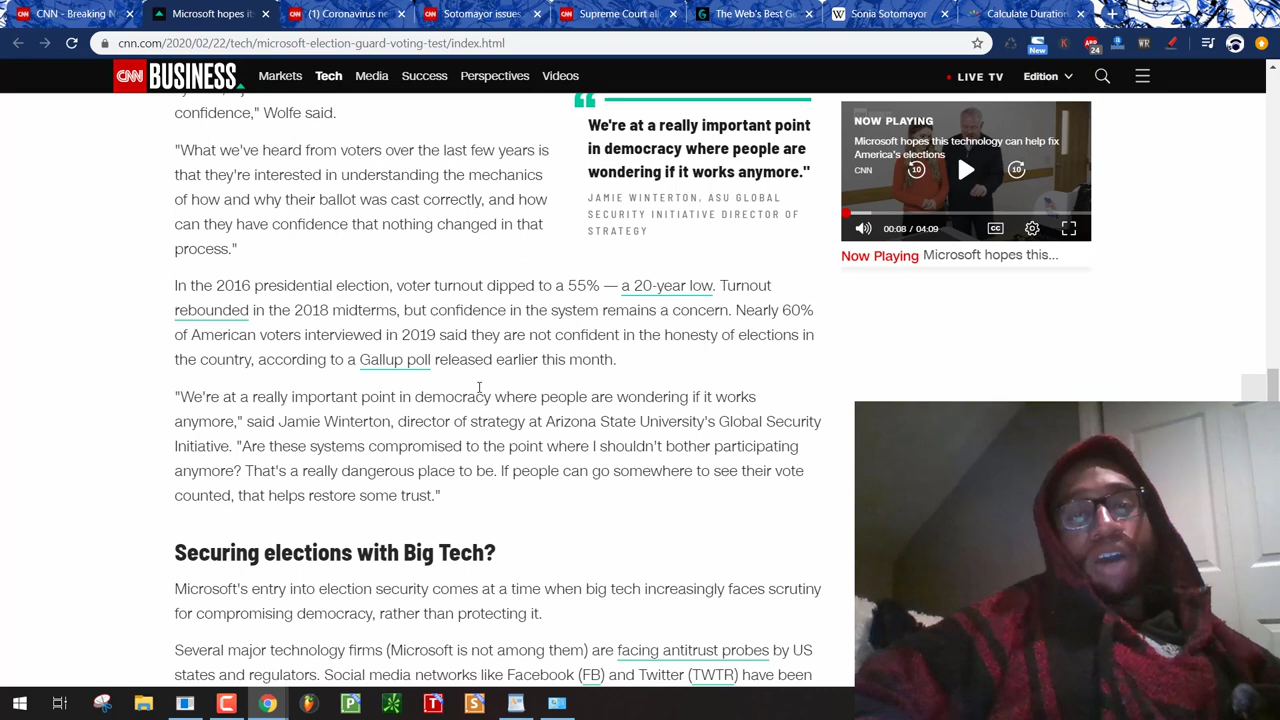 CNN - Breaking N
Microsoft hopes it
(1) Coronavirus ne
Sotomayor issues
Supreme Court al
The Web's Best Ge
Sonia Sotomayor
Calculate Duration
cnn.com/2020/02/22/tech/microsoft-election-guard-voting-test/index.html
New
24
WR
CNN BUSINESS
Markets
Tech
Media
Success
Perspectives
Videos
LIVE TV
Edition
confidence," Wolfe said.
"What we've heard from voters over the last few years is
that they're interested in understanding the mechanics
of how and why their ballot was cast correctly, and how
can they have confidence that nothing changed in that
process."
We're at a really important point
in democracy where people are
wondering if it works anymore."
JAMIE WINTERTON, ASU GLOBAL
SECURITY INITIATIVE DIRECTOR OF
STRATEGY
NOW PLAYING
Microsoft hopes this technology can help fix
America's elections
CNN
10
10
00:08 / 04:09
CC
Now Playing Microsoft hopes this...
In the 2016 presidential election, voter turnout dipped to a 55% — a 20-year low. Turnout
rebounded in the 2018 midterms, but confidence in the system remains a concern. Nearly 60%
of American voters interviewed in 2019 said they are not confident in the honesty of elections in
the country, according to a Gallup poll released earlier this month.
"We're at a really important point in democracy where people are wondering if it works
anymore," said Jamie Winterton, director of strategy at Arizona State University's Global Security
Initiative. "Are these systems compromised to the point where I shouldn't bother participating
anymore? That's a really dangerous place to be. If people can go somewhere to see their vote
counted, that helps restore some trust."
Securing elections with Big Tech?
Microsoft's entry into election security comes at a time when big tech increasingly faces scrutiny
for compromising democracy, rather than protecting it.
Several major technology firms (Microsoft is not among them) are facing antitrust probes by US
states and regulators. Social media networks like Facebook (FB) and Twitter (TWTR) have been